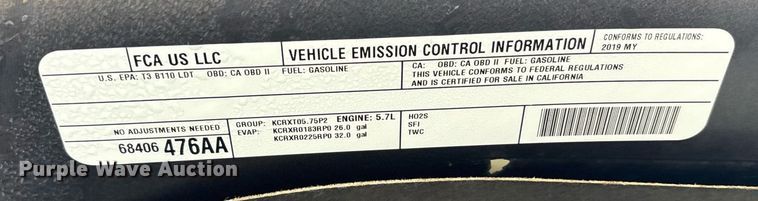 FCA US LLC
VEHICLE EMISSION CONTROL INFORMATION
CONFORMS TO REGULATIONS:
2019 MY
U.S. EPA: T3 B110 LDT OBD: CA OBD II FUEL: GASOLINE
CA: OBD: CA OBD II FUEL: GASOLINE
THIS VEHICLE CONFORMS TO FEDERAL REGULATIONS
AND IS CERTIFIED FOR SALE IN CALIFORNIA
NO ADJUSTMENTS NEEDED
68406 476AA
GROUP: KCRXT05.75P2 ENGINE: 5.7L
EVAP: KCRXR0183RP0 26.0 gal
KCRXR0225RP0 32.0 gal
HO2S
SFI
TWC
Purple Wave Auction